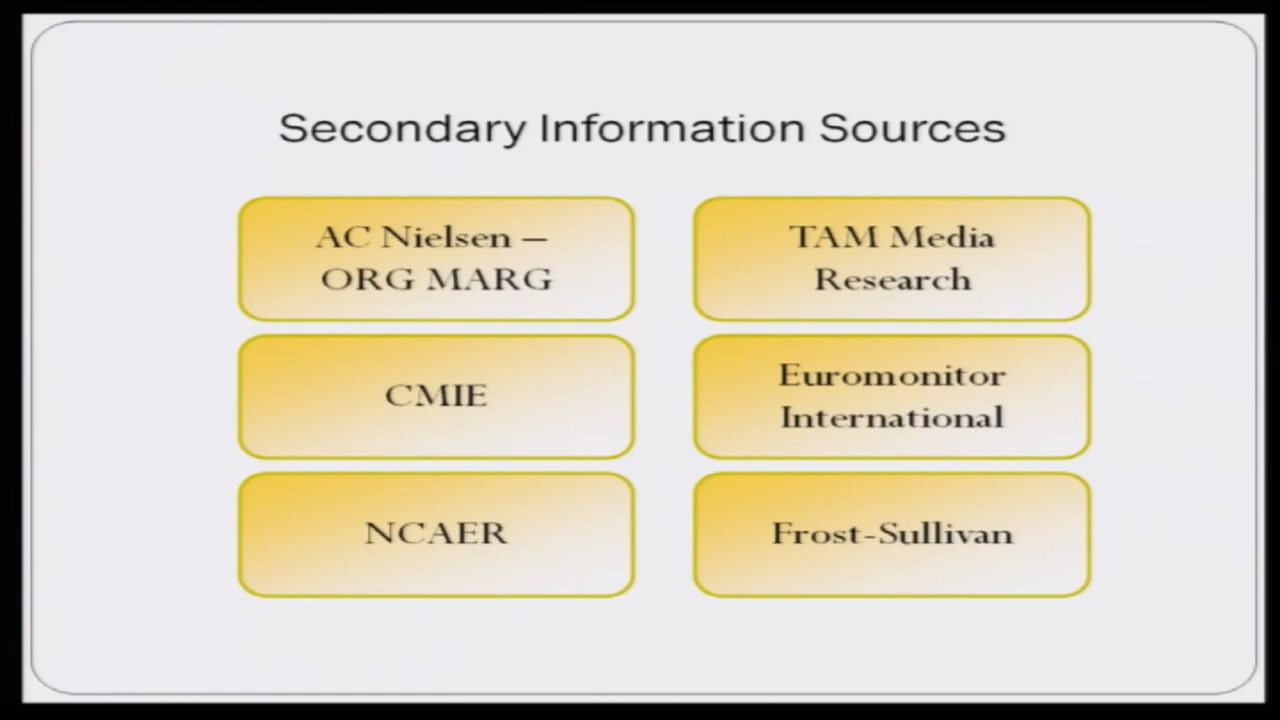 Secondary Information Sources
AC Nielsen –
ORG MARG
TAM Media
Research
CMIE
Euromonitor
International
NCAER
Frost-Sullivan